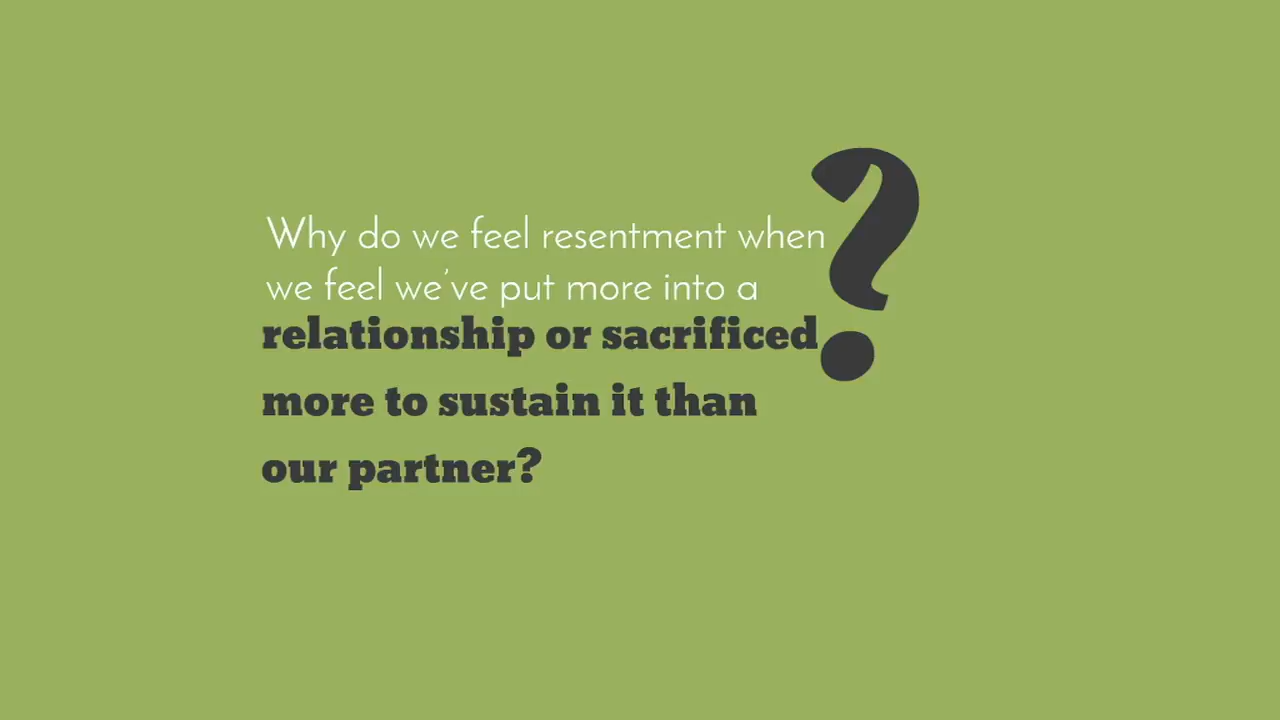 Why do we feel resentment when
we feel we've put more into a
relationship or sacrificed
more to sustain it than
our partner?
?